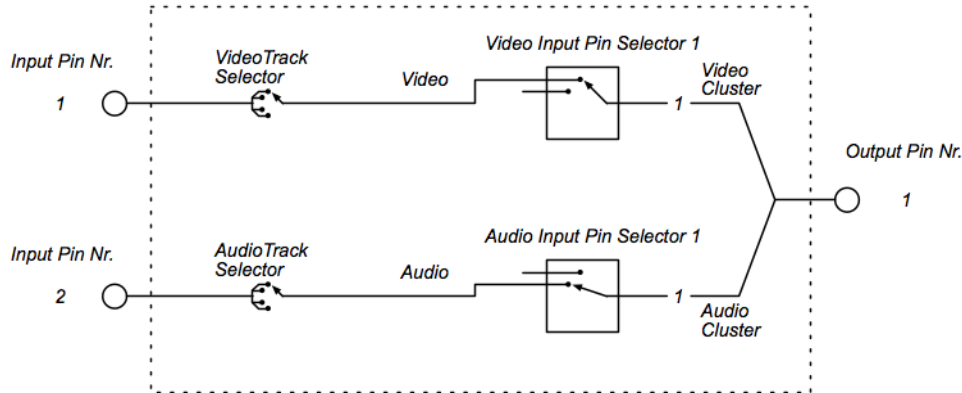 Input Pin Nr.
1
VideoTrack
Selector
Video
Video Input Pin Selector 1
1
Video
Cluster
Output Pin Nr.
1
Input Pin Nr.
2
AudioTrack
Selector
Audio
Audio Input Pin Selector 1
1
Audio
Cluster